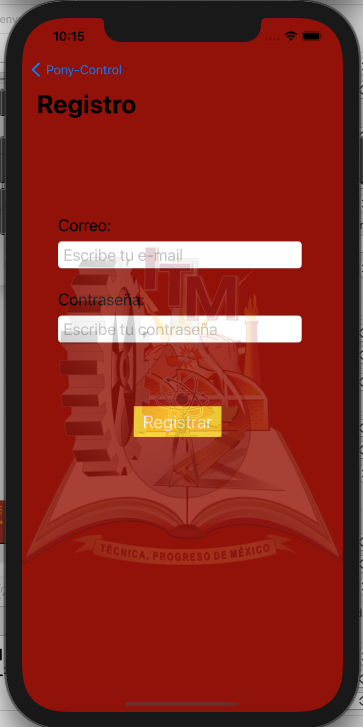 10:15
Pony-Control
Registro
Correo:
Escribe tu e-mail
ITM
Contraseña:
Escribe tu contraseña
Registrar
TÉCNICA, PROGRESO DE MÉXICO